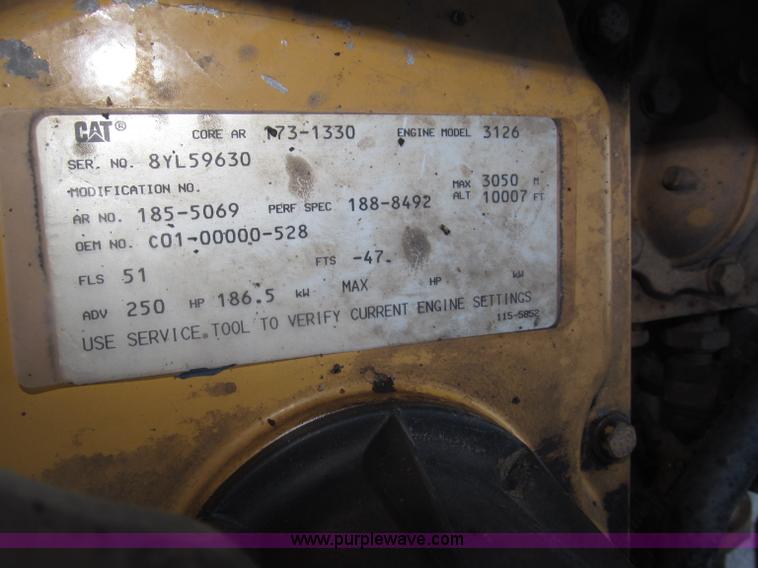 CAT® CORE AR 173-1330 ENGINE MODEL 3126
SER. NO. 8YL59630
MODIFICATION NO.
AR NO. 185-5069 PERF SPEC 188-8492 MAX ALT 3050 M 10007 FT
OEM NO. C01-00000-528
FLS 51 FTS -47.
ADV 250 HP 186.5 kW MAX HP kW
USE SERVICE TOOL TO VERIFY CURRENT ENGINE SETTINGS
115-5852
www.purplewave.com